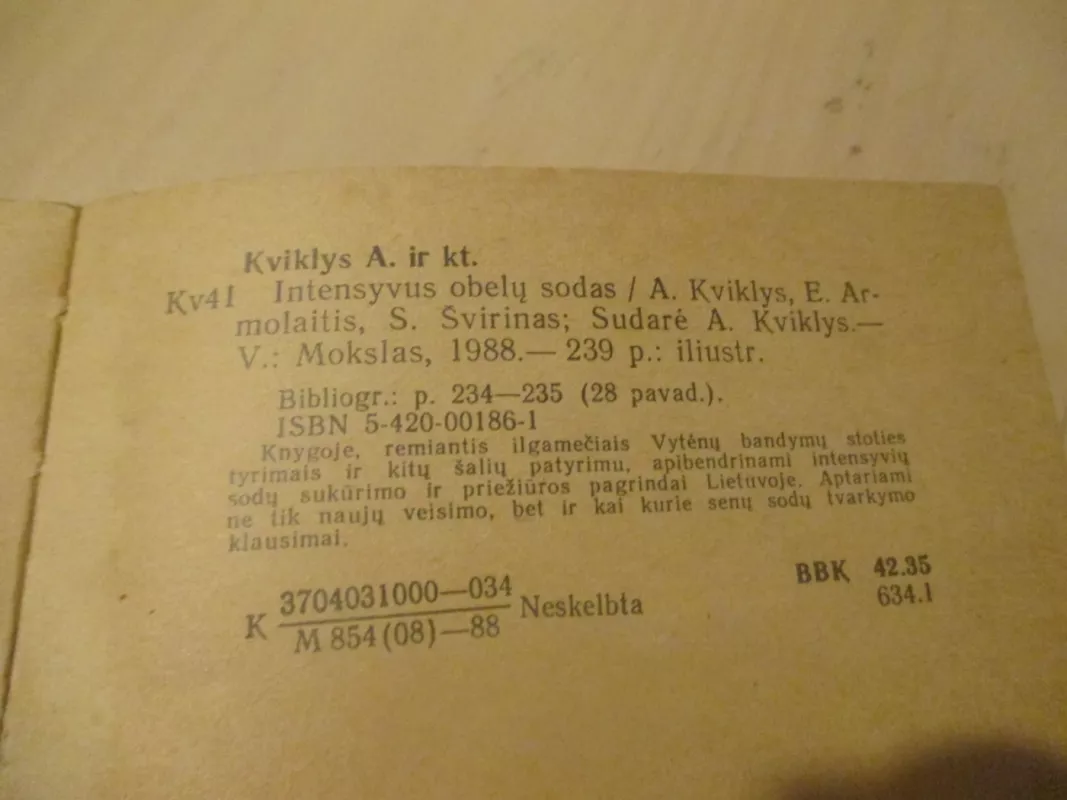 Kviklys A. ir kt.
Kv41 Intensyvus obelų sodas / A. Kviklys, E. Ar-
molaitis, S. Švirinas; Sudarė A. Kviklys.—
V.: Mokslas, 1988.— 239 p.: iliustr.
Bibliogr.: p. 234—235 (28 pavad.).
ISBN 5-420-00186-1
Knygoje, remiantis ilgamečiais Vytėnų bandymų stoties
tyrimais ir kitų šalių patyrimu, apibendrinami intensyvių
sodų sukūrimo ir priežiūros pagrindai Lietuvoje. Aptariami
ne tik naujų veisimo, bet ir kai kurie senų sodų tvarkymo
klausimai.
K 3704031000—034 Neskelbta
M 854(08)—88
BBK 42.35
634.1